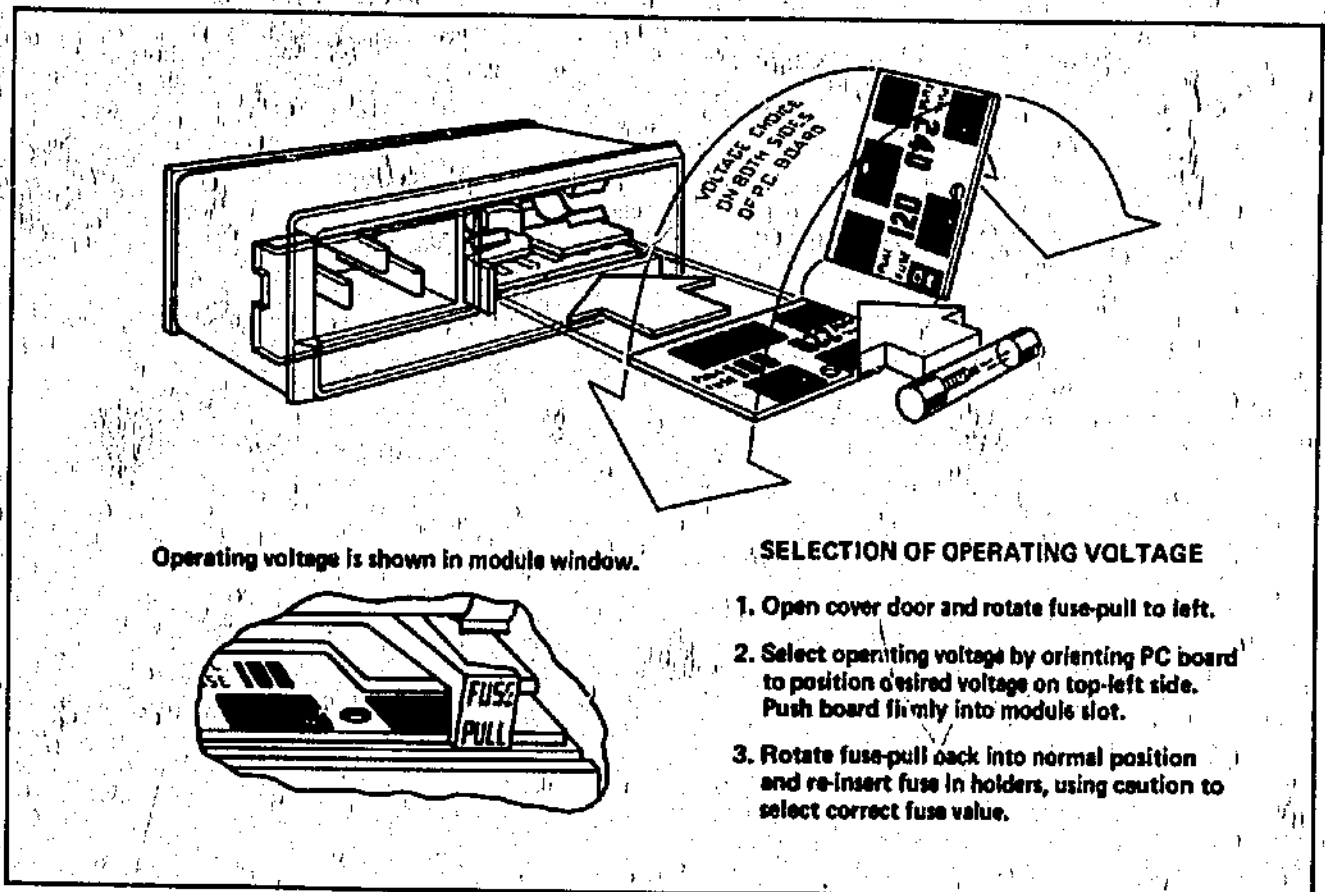 VOLTAGE CHOICE
ON BOTH SIDES
OF P.C. BOARD
240
120
100
Operating voltage is shown in module window.
SE 100
FUSE
PULL
SELECTION OF OPERATING VOLTAGE
1. Open cover door and rotate fuse-pull to left.
2. Select operating voltage by orienting PC board
to position desired voltage on top-left side.
Push board firmly into module slot.
3. Rotate fuse-pull back into normal position
and re-insert fuse in holders, using caution to
select correct fuse value.